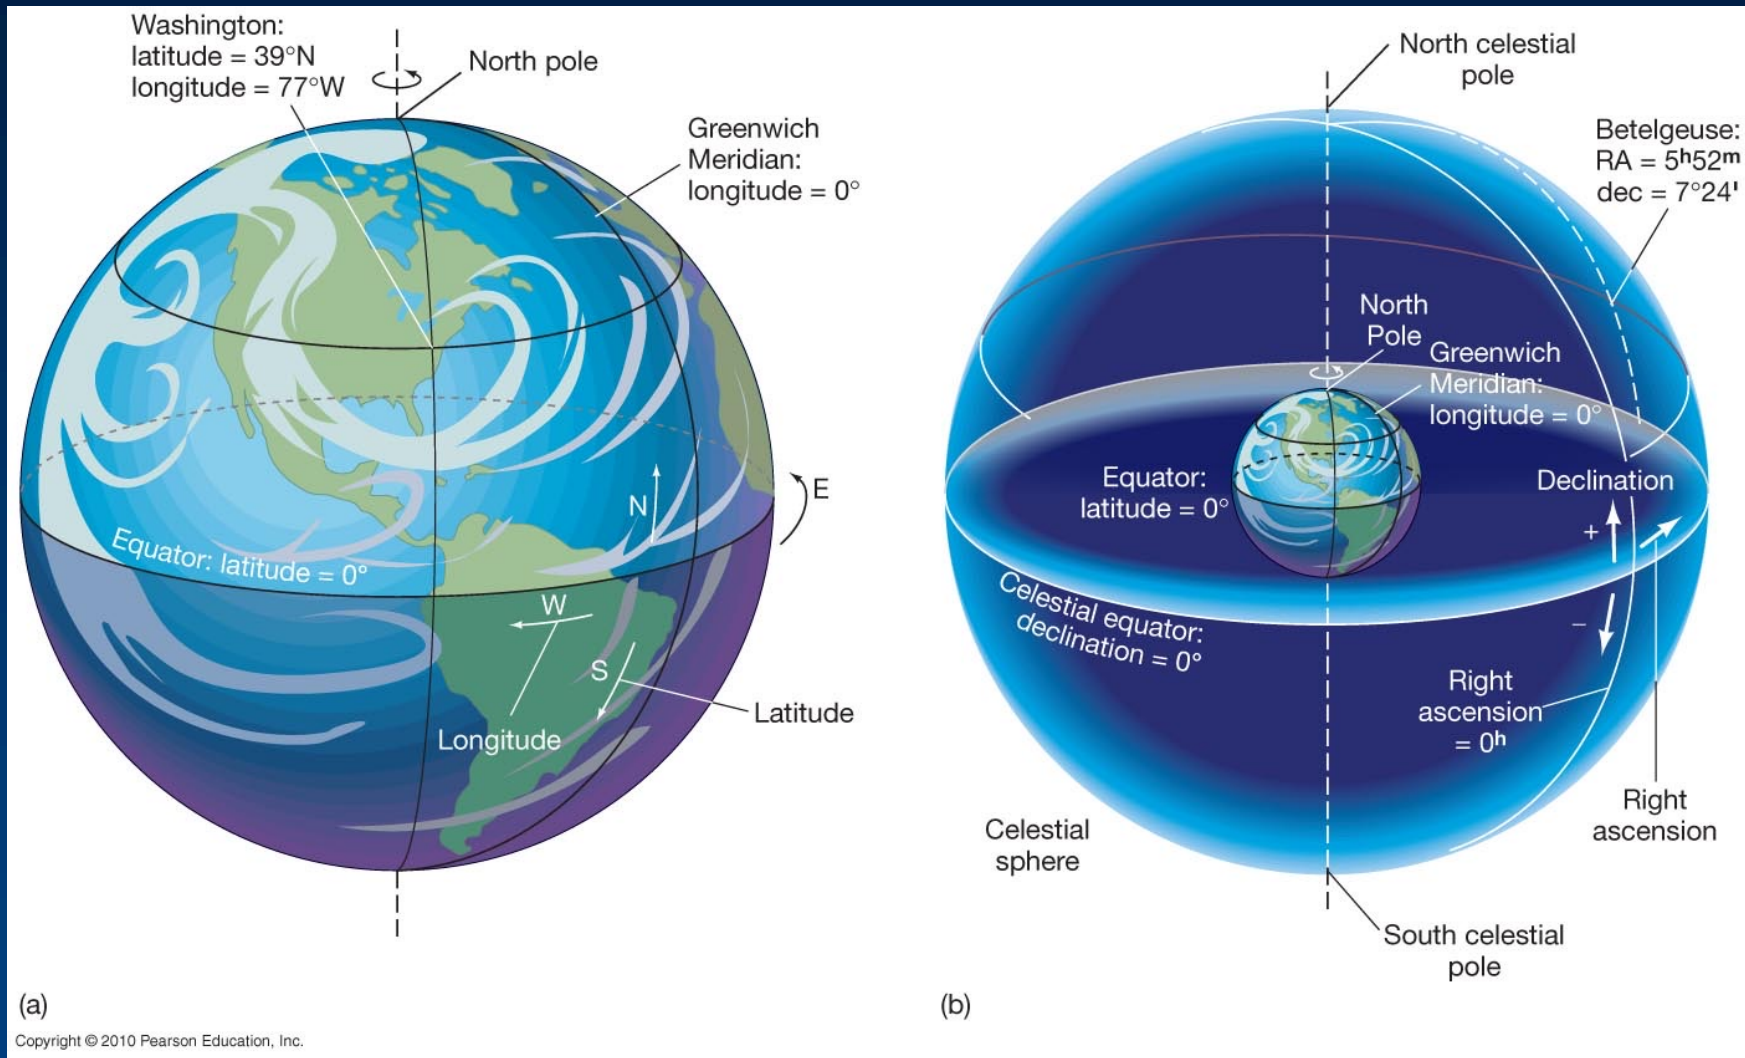 Washington:
latitude = 39°N
longitude = 77°W
North pole
Greenwich
Meridian:
longitude = 0°
N
E
Equator: latitude = 0°
W
S
Latitude
Longitude
(a)
North celestial
pole
Betelgeuse:
RA = 5h52m
dec = 7°24'
North
Pole
Greenwich
Meridian:
longitude = 0°
Equator:
latitude = 0°
Declination
+
−
Celestial equator:
declination = 0°
Right
ascension
= 0h
Right
ascension
Celestial
sphere
South celestial
pole
(b)
Copyright © 2010 Pearson Education, Inc.